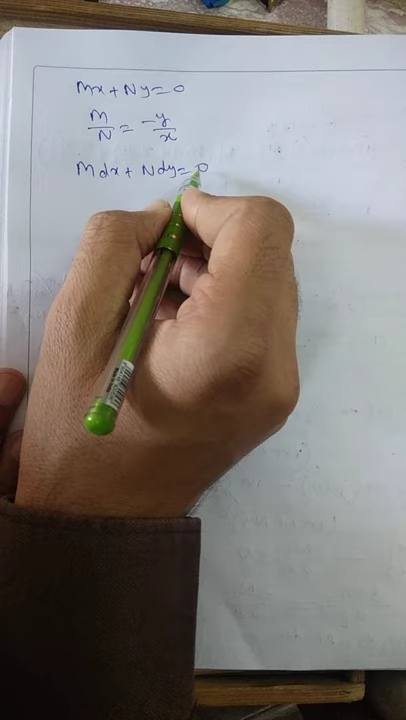 Mx + Ny = 0
M/N = -y/x
Mdx + Ndy = 0